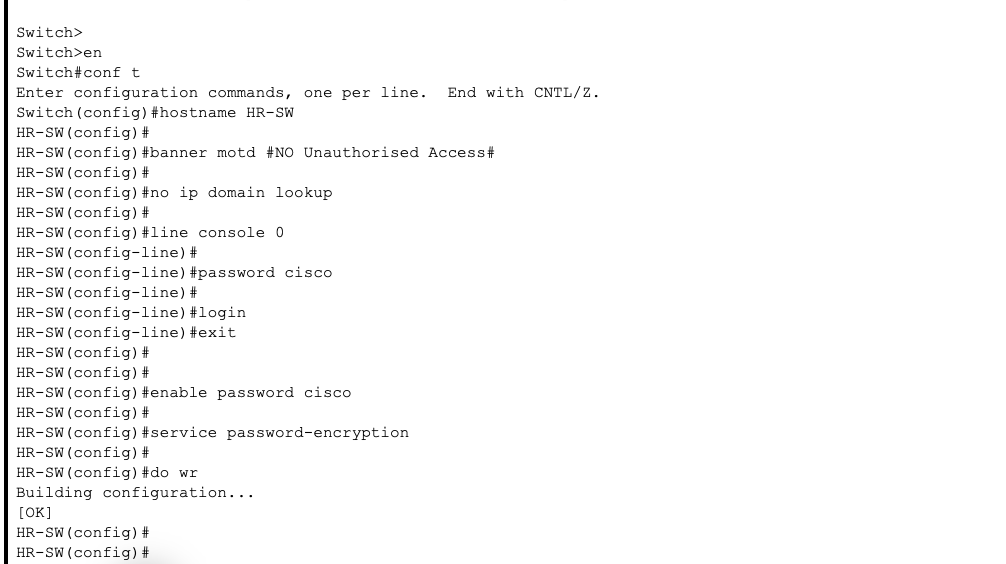 Switch>
Switch>en
Switch#conf t
Enter configuration commands, one per line.  End with CNTL/Z.
Switch(config)#hostname HR-SW
HR-SW(config)#
HR-SW(config)#banner motd #NO Unauthorised Access#
HR-SW(config)#
HR-SW(config)#no ip domain lookup
HR-SW(config)#
HR-SW(config)#line console 0
HR-SW(config-line)#
HR-SW(config-line)#password cisco
HR-SW(config-line)#
HR-SW(config-line)#login
HR-SW(config-line)#exit
HR-SW(config)#
HR-SW(config)#
HR-SW(config)#enable password cisco
HR-SW(config)#
HR-SW(config)#service password-encryption
HR-SW(config)#
HR-SW(config)#do wr
Building configuration...
[OK]
HR-SW(config)#
HR-SW(config)#